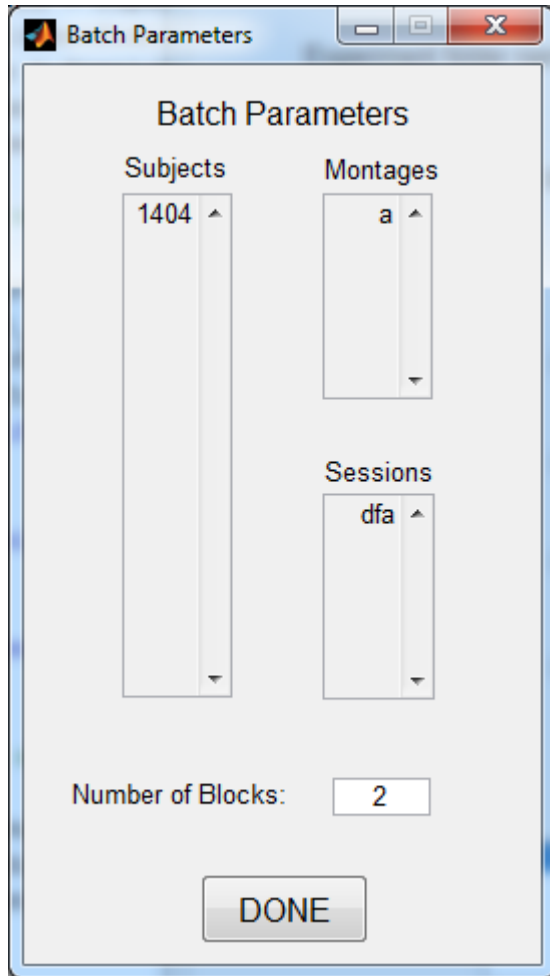 Batch Parameters
Batch Parameters
Subjects
1404
Montages
a
Sessions
dfa
Number of Blocks:
2
DONE